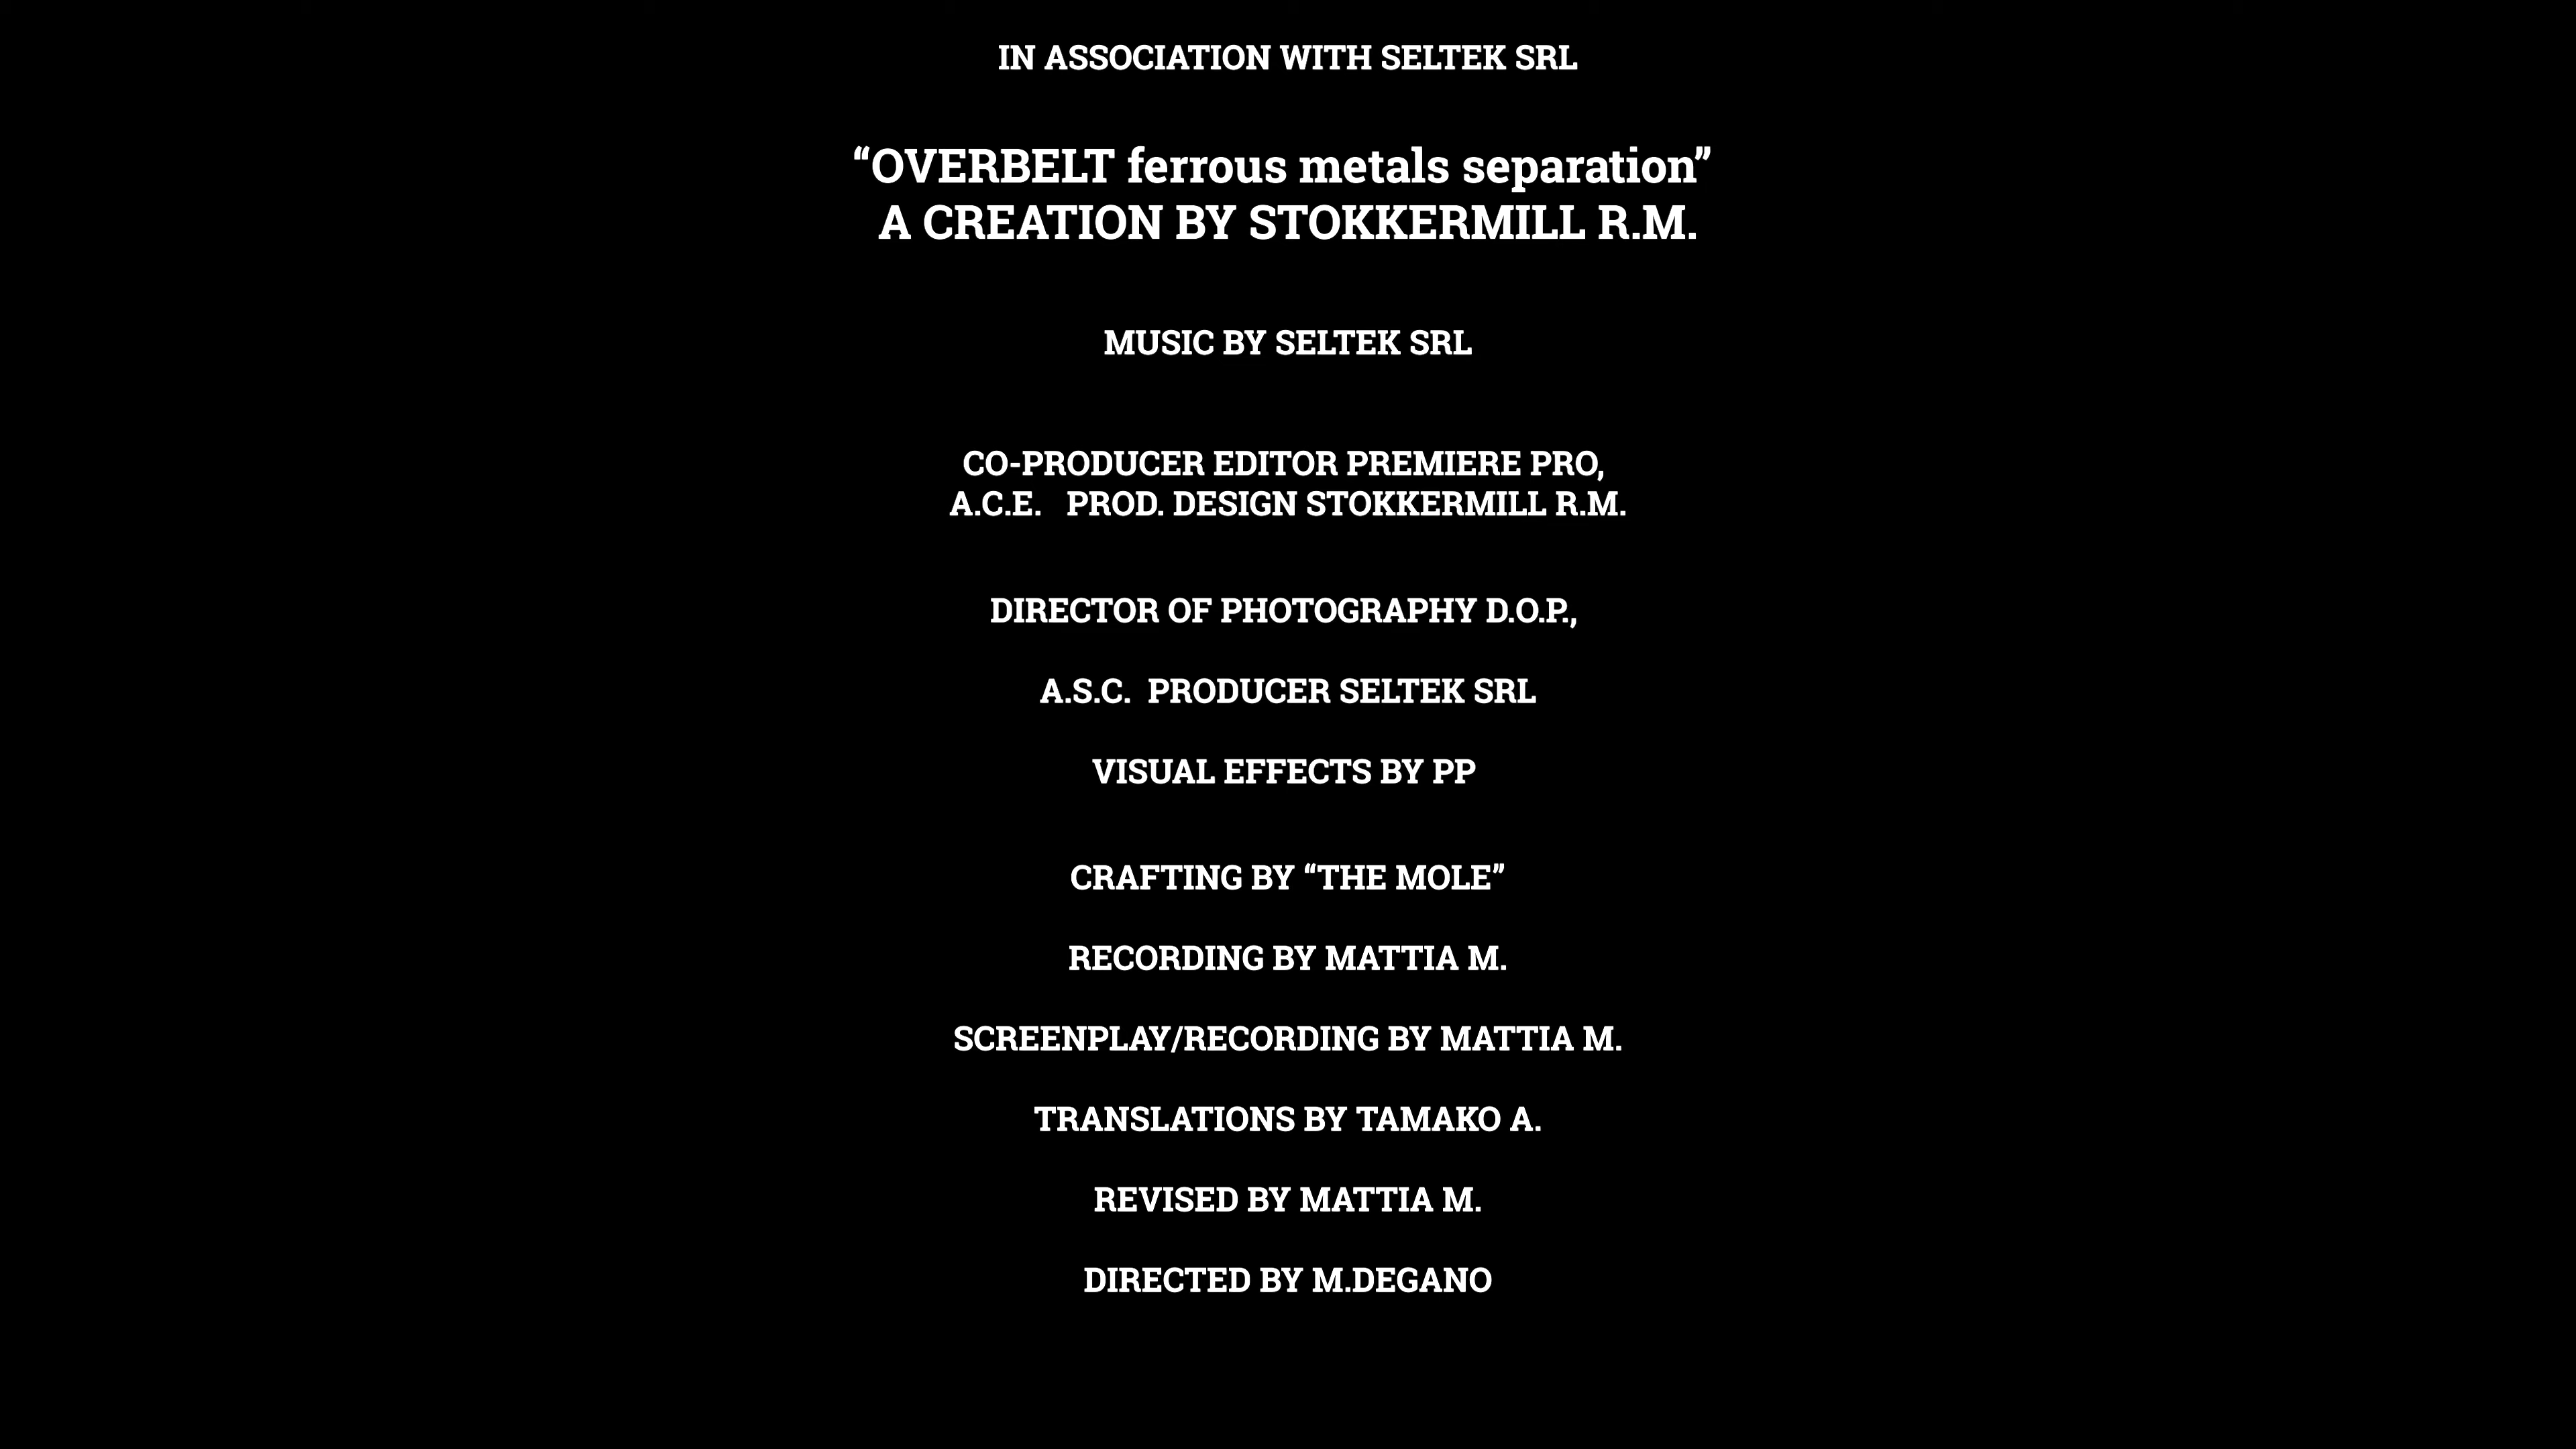 IN ASSOCIATION WITH SELTEK SRL
“OVERBELT ferrous metals separation”
A CREATION BY STOKKERMILL R.M.
MUSIC BY SELTEK SRL
CO-PRODUCER EDITOR PREMIERE PRO,
A.C.E. PROD. DESIGN STOKKERMILL R.M.
DIRECTOR OF PHOTOGRAPHY D.O.P.,
A.S.C. PRODUCER SELTEK SRL
VISUAL EFFECTS BY PP
CRAFTING BY “THE MOLE”
RECORDING BY MATTIA M.
SCREENPLAY/RECORDING BY MATTIA M.
TRANSLATIONS BY TAMAKO A.
REVISED BY MATTIA M.
DIRECTED BY M.DEGANO